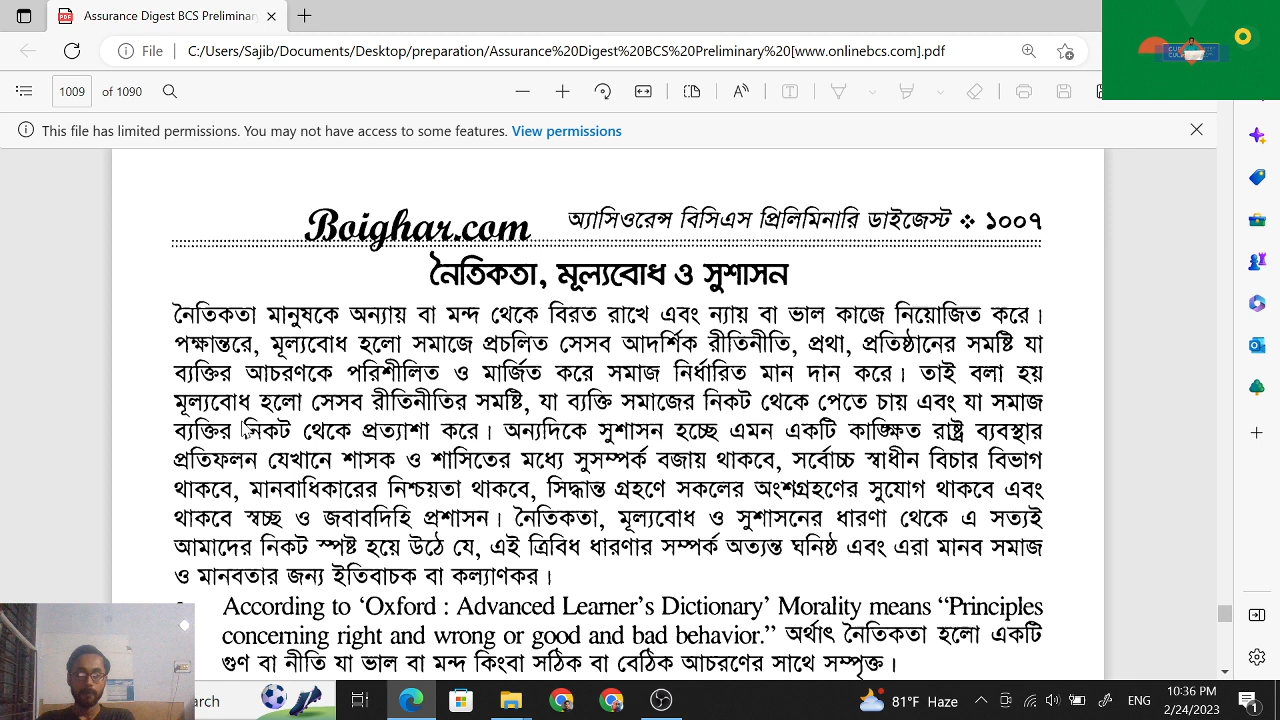 Assurance Digest BCS Preliminar
File C:/Users/Sajib/Documents/Desktop/preparation/Assurance%20Digest%20BCS%20Preliminary%20[www.onlinebcs.com].pdf
1009 of 1090
This file has limited permissions. You may not have access to some features. View permissions
Boighar.com অ্যাসিওরেন্স বিসিএস প্রিলিমিনারি ডাইজেস্ট ❖ ১০০৭
নৈতিকতা, মূল্যবোধ ও সুশাসন
নৈতিকতা মানুষকে অন্যায় বা মন্দ থেকে বিরত রাখে এবং ন্যায় বা ভাল কাজে নিয়োজিত করে।
পক্ষান্তরে, মূল্যবোধ হলো সমাজে প্রচলিত সেসব আদর্শিক রীতিনীতি, প্রথা, প্রতিষ্ঠানের সমষ্টি যা
ব্যক্তির আচরণকে পরিশীলিত ও মার্জিত করে সমাজ নির্ধারিত মান দান করে। তাই বলা হয়
মূল্যবোধ হলো সেসব রীতিনীতির সমষ্টি, যা ব্যক্তি সমাজের নিকট থেকে পেতে চায় এবং যা সমাজ
ব্যক্তির নিকট থেকে প্রত্যাশা করে। অন্যদিকে সুশাসন হচ্ছে এমন একটি কাঙ্ক্ষিত রাষ্ট্র ব্যবস্থার
প্রতিফলন যেখানে শাসক ও শাসিতের মধ্যে সুসম্পর্ক বজায় থাকবে, সর্বোচ্চ স্বাধীন বিচার বিভাগ
থাকবে, মানবাধিকারের নিশ্চয়তা থাকবে, সিদ্ধান্ত গ্রহণে সকলের অংশগ্রহণের সুযোগ থাকবে এবং
থাকবে স্বচ্ছ ও জবাবদিহি প্রশাসন। নৈতিকতা, মূল্যবোধ ও সুশাসনের ধারণা থেকে এ সত্যই
আমাদের নিকট স্পষ্ট হয়ে উঠে যে, এই ত্রিবিধ ধারণার সম্পর্ক অত্যন্ত ঘনিষ্ঠ এবং এরা মানব সমাজ
ও মানবতার জন্য ইতিবাচক বা কল্যাণকর।
According to ‘Oxford : Advanced Learner’s Dictionary’ Morality means “Principles
concerning right and wrong or good and bad behavior.” অর্থাৎ নৈতিকতা হলো একটি
গুণ বা নীতি যা ভাল বা মন্দ কিংবা সঠিক বা বেঠিক আচরণের সাথে সম্পৃক্ত।
rch 81°F Haze ENG 10:36 PM
2/24/2023